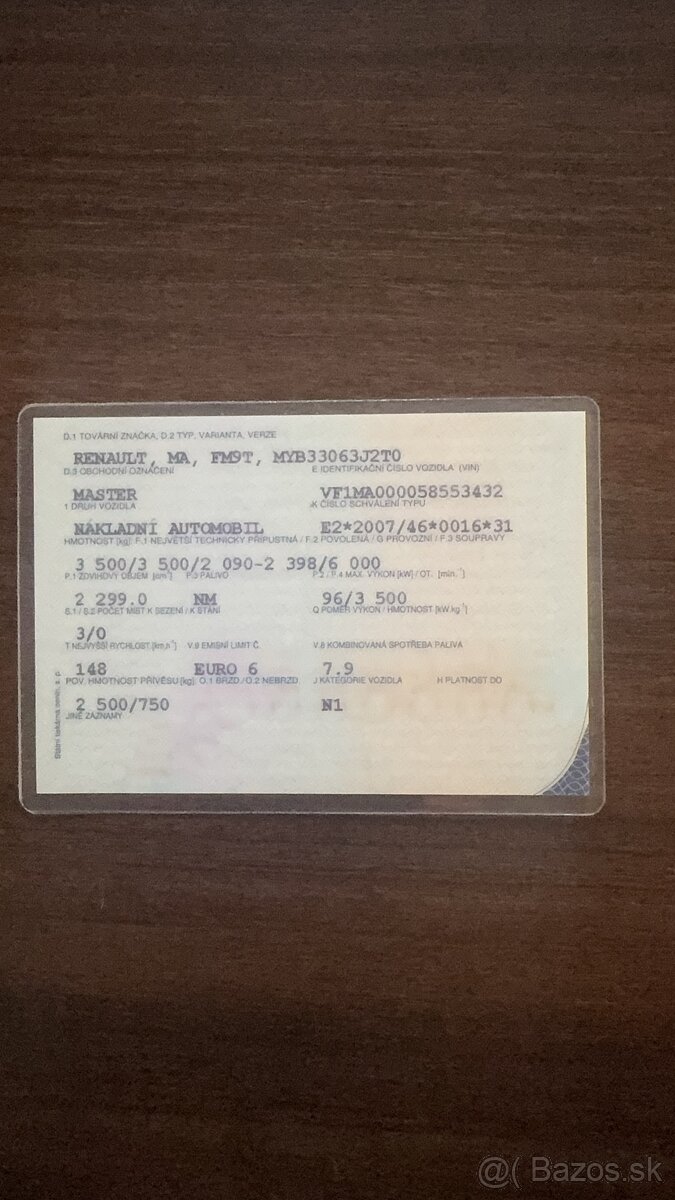 D.1 TOVÁRNÍ ZNAČKA, D.2 TYP, VARIANTA, VERZE
RENAULT, MA, FM9T, MYB33063J2T0
D.3 OBCHODNÍ OZNAČENÍ E IDENTIFIKAČNÍ ČÍSLO VOZIDLA (VIN)
MASTER VF1MA000058553432
1 DRUH VOZIDLA K ČÍSLO SCHVÁLENÍ TYPU
NÁKLADNÍ AUTOMOBIL E2*2007/46*0016*31
HMOTNOST [kg]: F.1 NEJVĚTŠÍ TECHNICKY PŘÍPUSTNÁ / F.2 POVOLENÁ / G PROVOZNÍ / F.3 SOUPRAVY
3 500/3 500/2 090-2 398/6 000
P.1 ZDVIHOVÝ OBJEM [cm³] P.3 PALIVO P.2 / P.4 MAX. VÝKON [kW] / OT. [min⁻¹]
2 299.0 NM 96/3 500
S.1 / S.2 POČET MÍST K SEZENÍ / K STÁNÍ Q POMĚR VÝKON / HMOTNOST [kW.kg⁻¹]
3/0
T NEJVYŠŠÍ RYCHLOST [km.h⁻¹] V.9 EMISNÍ LIMIT Č. V.8 KOMBINOVANÁ SPOTŘEBA PALIVA
148 EURO 6 7.9
POV. HMOTNOST PŘÍVĚSU [kg] O.1 BRZD./ O.2 NEBRZD. J KATEGORIE VOZIDLA H PLATNOST DO
2 500/750 N1
JINÉ ZÁZNAMY
Státní tiskárna cenin, s. p.
@( Bazos.sk